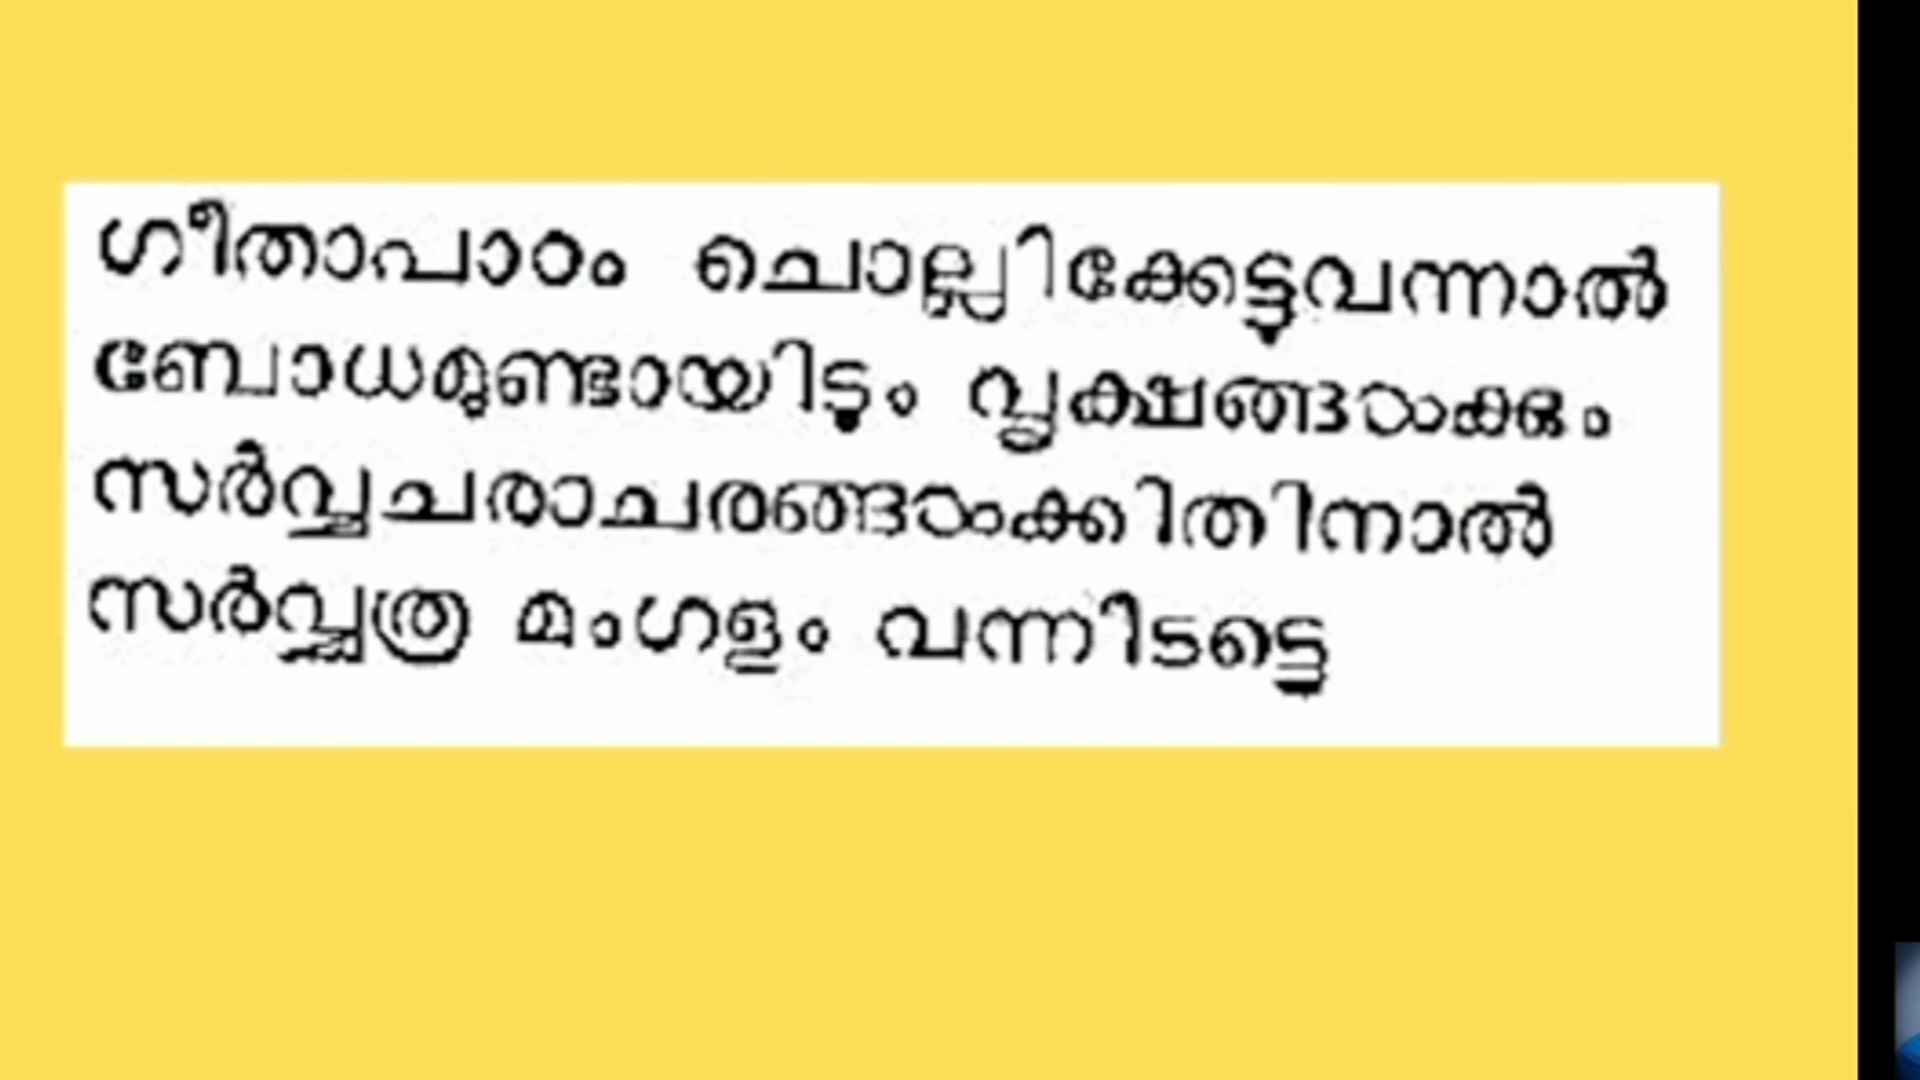 ഗീതാപാഠം ചൊല്ലിക്കേട്ടുവന്നാൽ
ബോധമുണ്ടായിടും വൃക്ഷങ്ങൾക്കും
സർവ്വചരാചരങ്ങൾക്കിതിനാൽ
സർവ്വത്ര മംഗളം വന്നീടട്ടെ